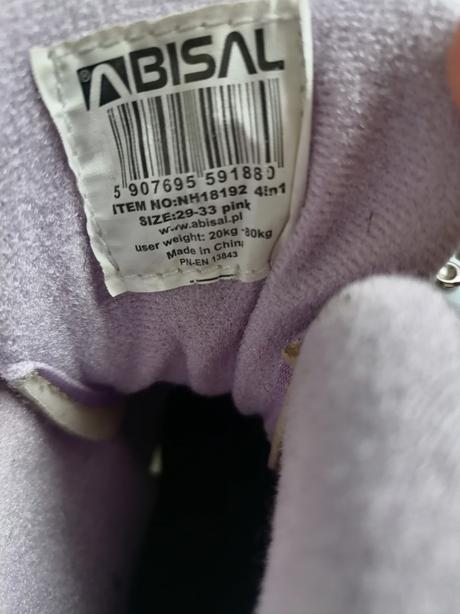 ABISAL
5 907695 591880
ITEM NO:NH18192 4in1
SIZE:29-33 pink
www.abisal.pl
user weight: 20kg -80kg
Made in China
PN-EN 13843